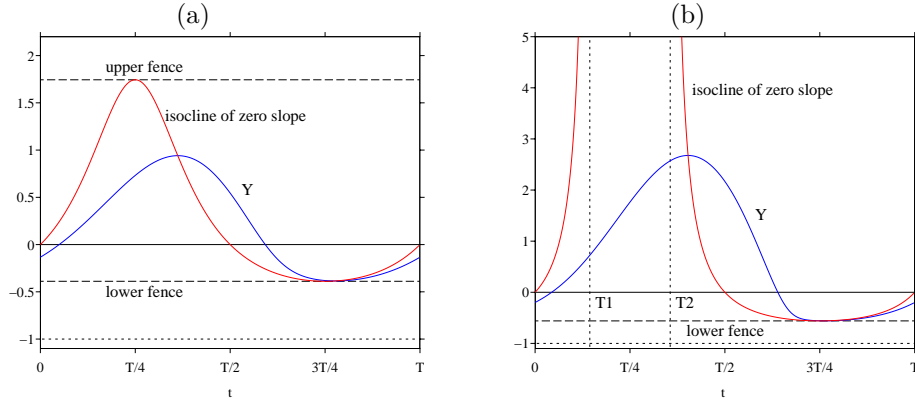 (a)
2
1.5
1
0.5
0
−0.5
−1
upper fence
isocline of zero slope
Y
lower fence
0
T/4
T/2
3T/4
T
t
(b)
5
4
3
2
1
0
−1
isocline of zero slope
Y
T1
T2
lower fence
0
T/4
T/2
3T/4
T
t